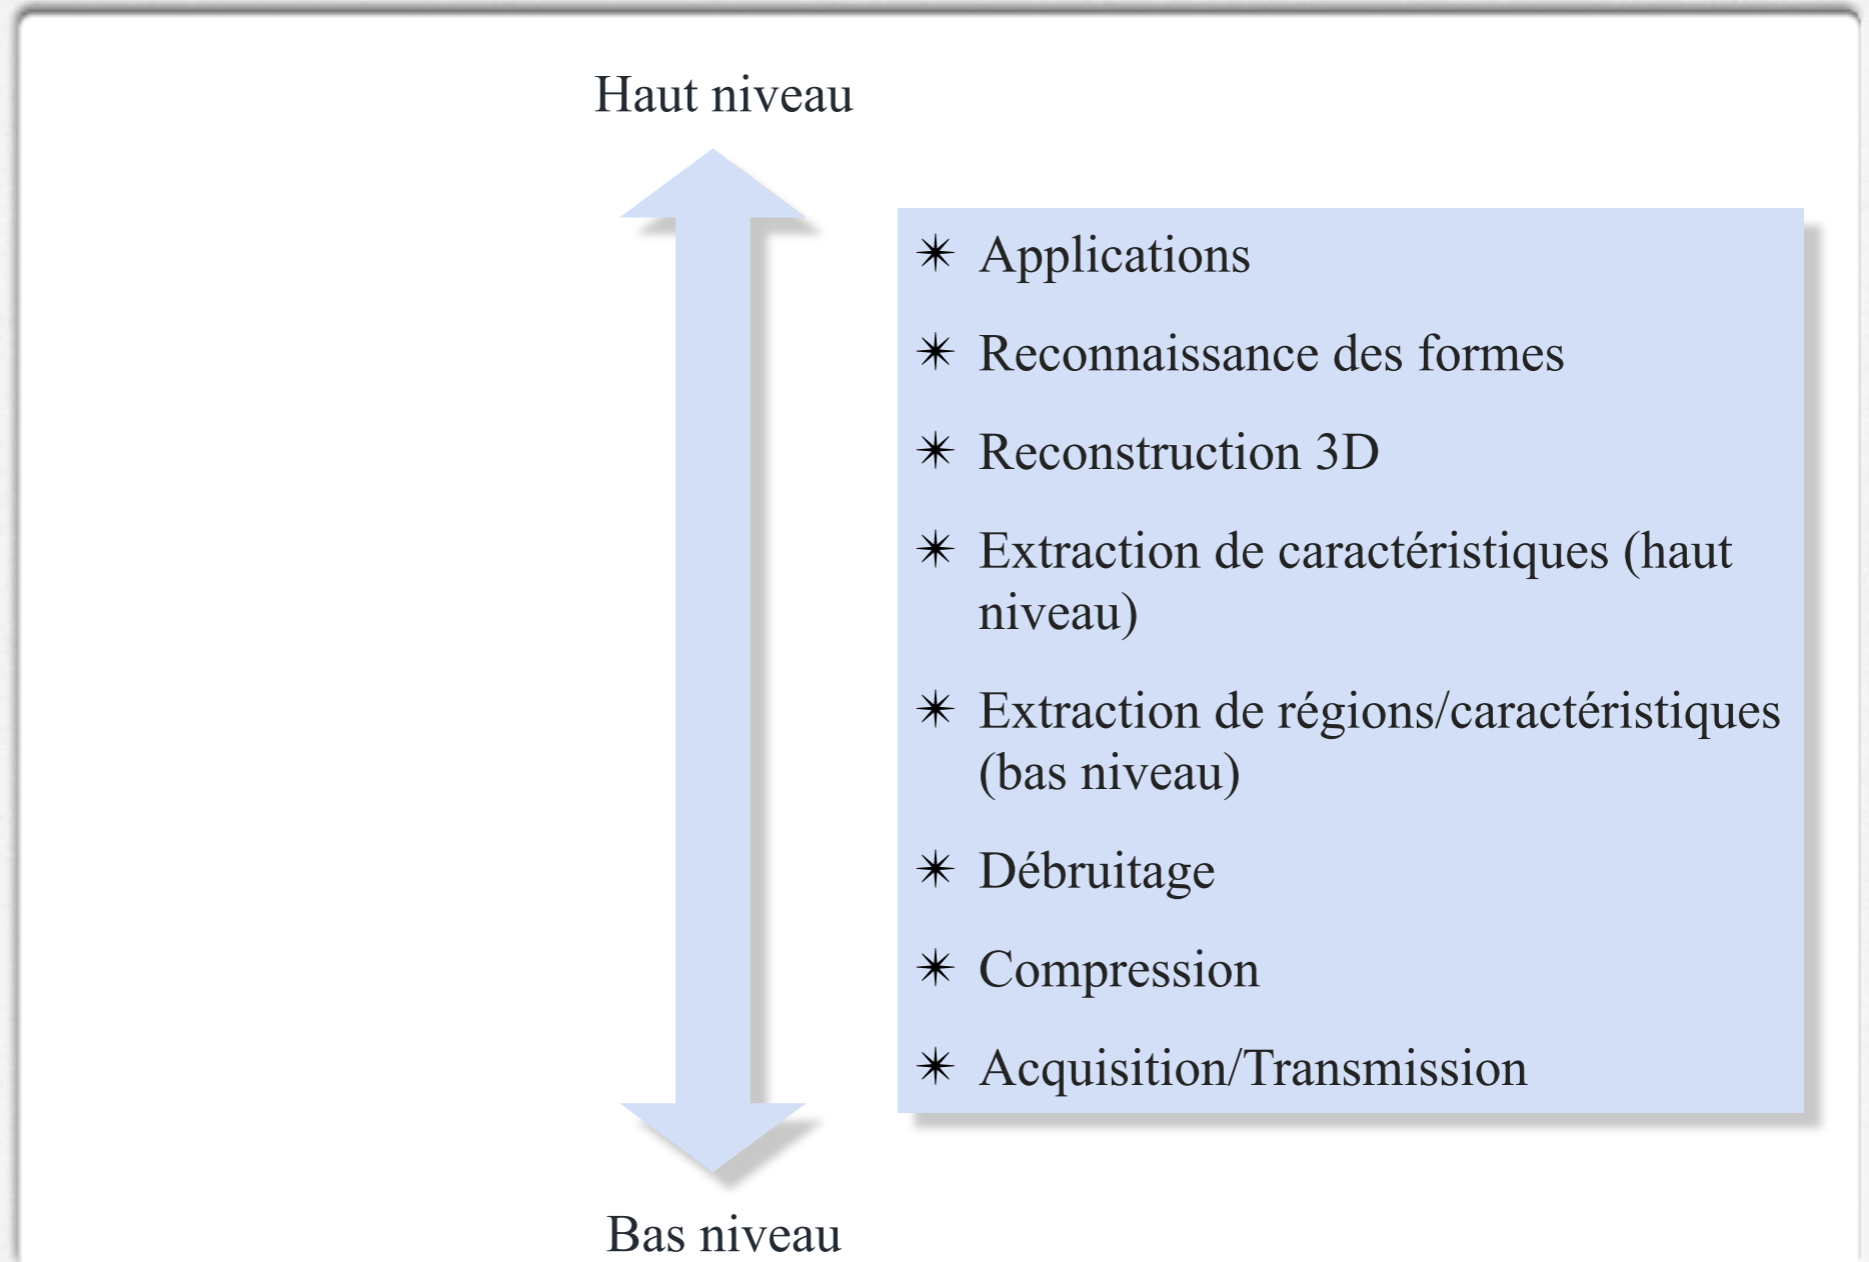 Haut niveau
✴ Applications
✴ Reconnaissance des formes
✴ Reconstruction 3D
✴ Extraction de caractéristiques (haut
niveau)
✴ Extraction de régions/caractéristiques
(bas niveau)
✴ Débruitage
✴ Compression
✴ Acquisition/Transmission
Bas niveau